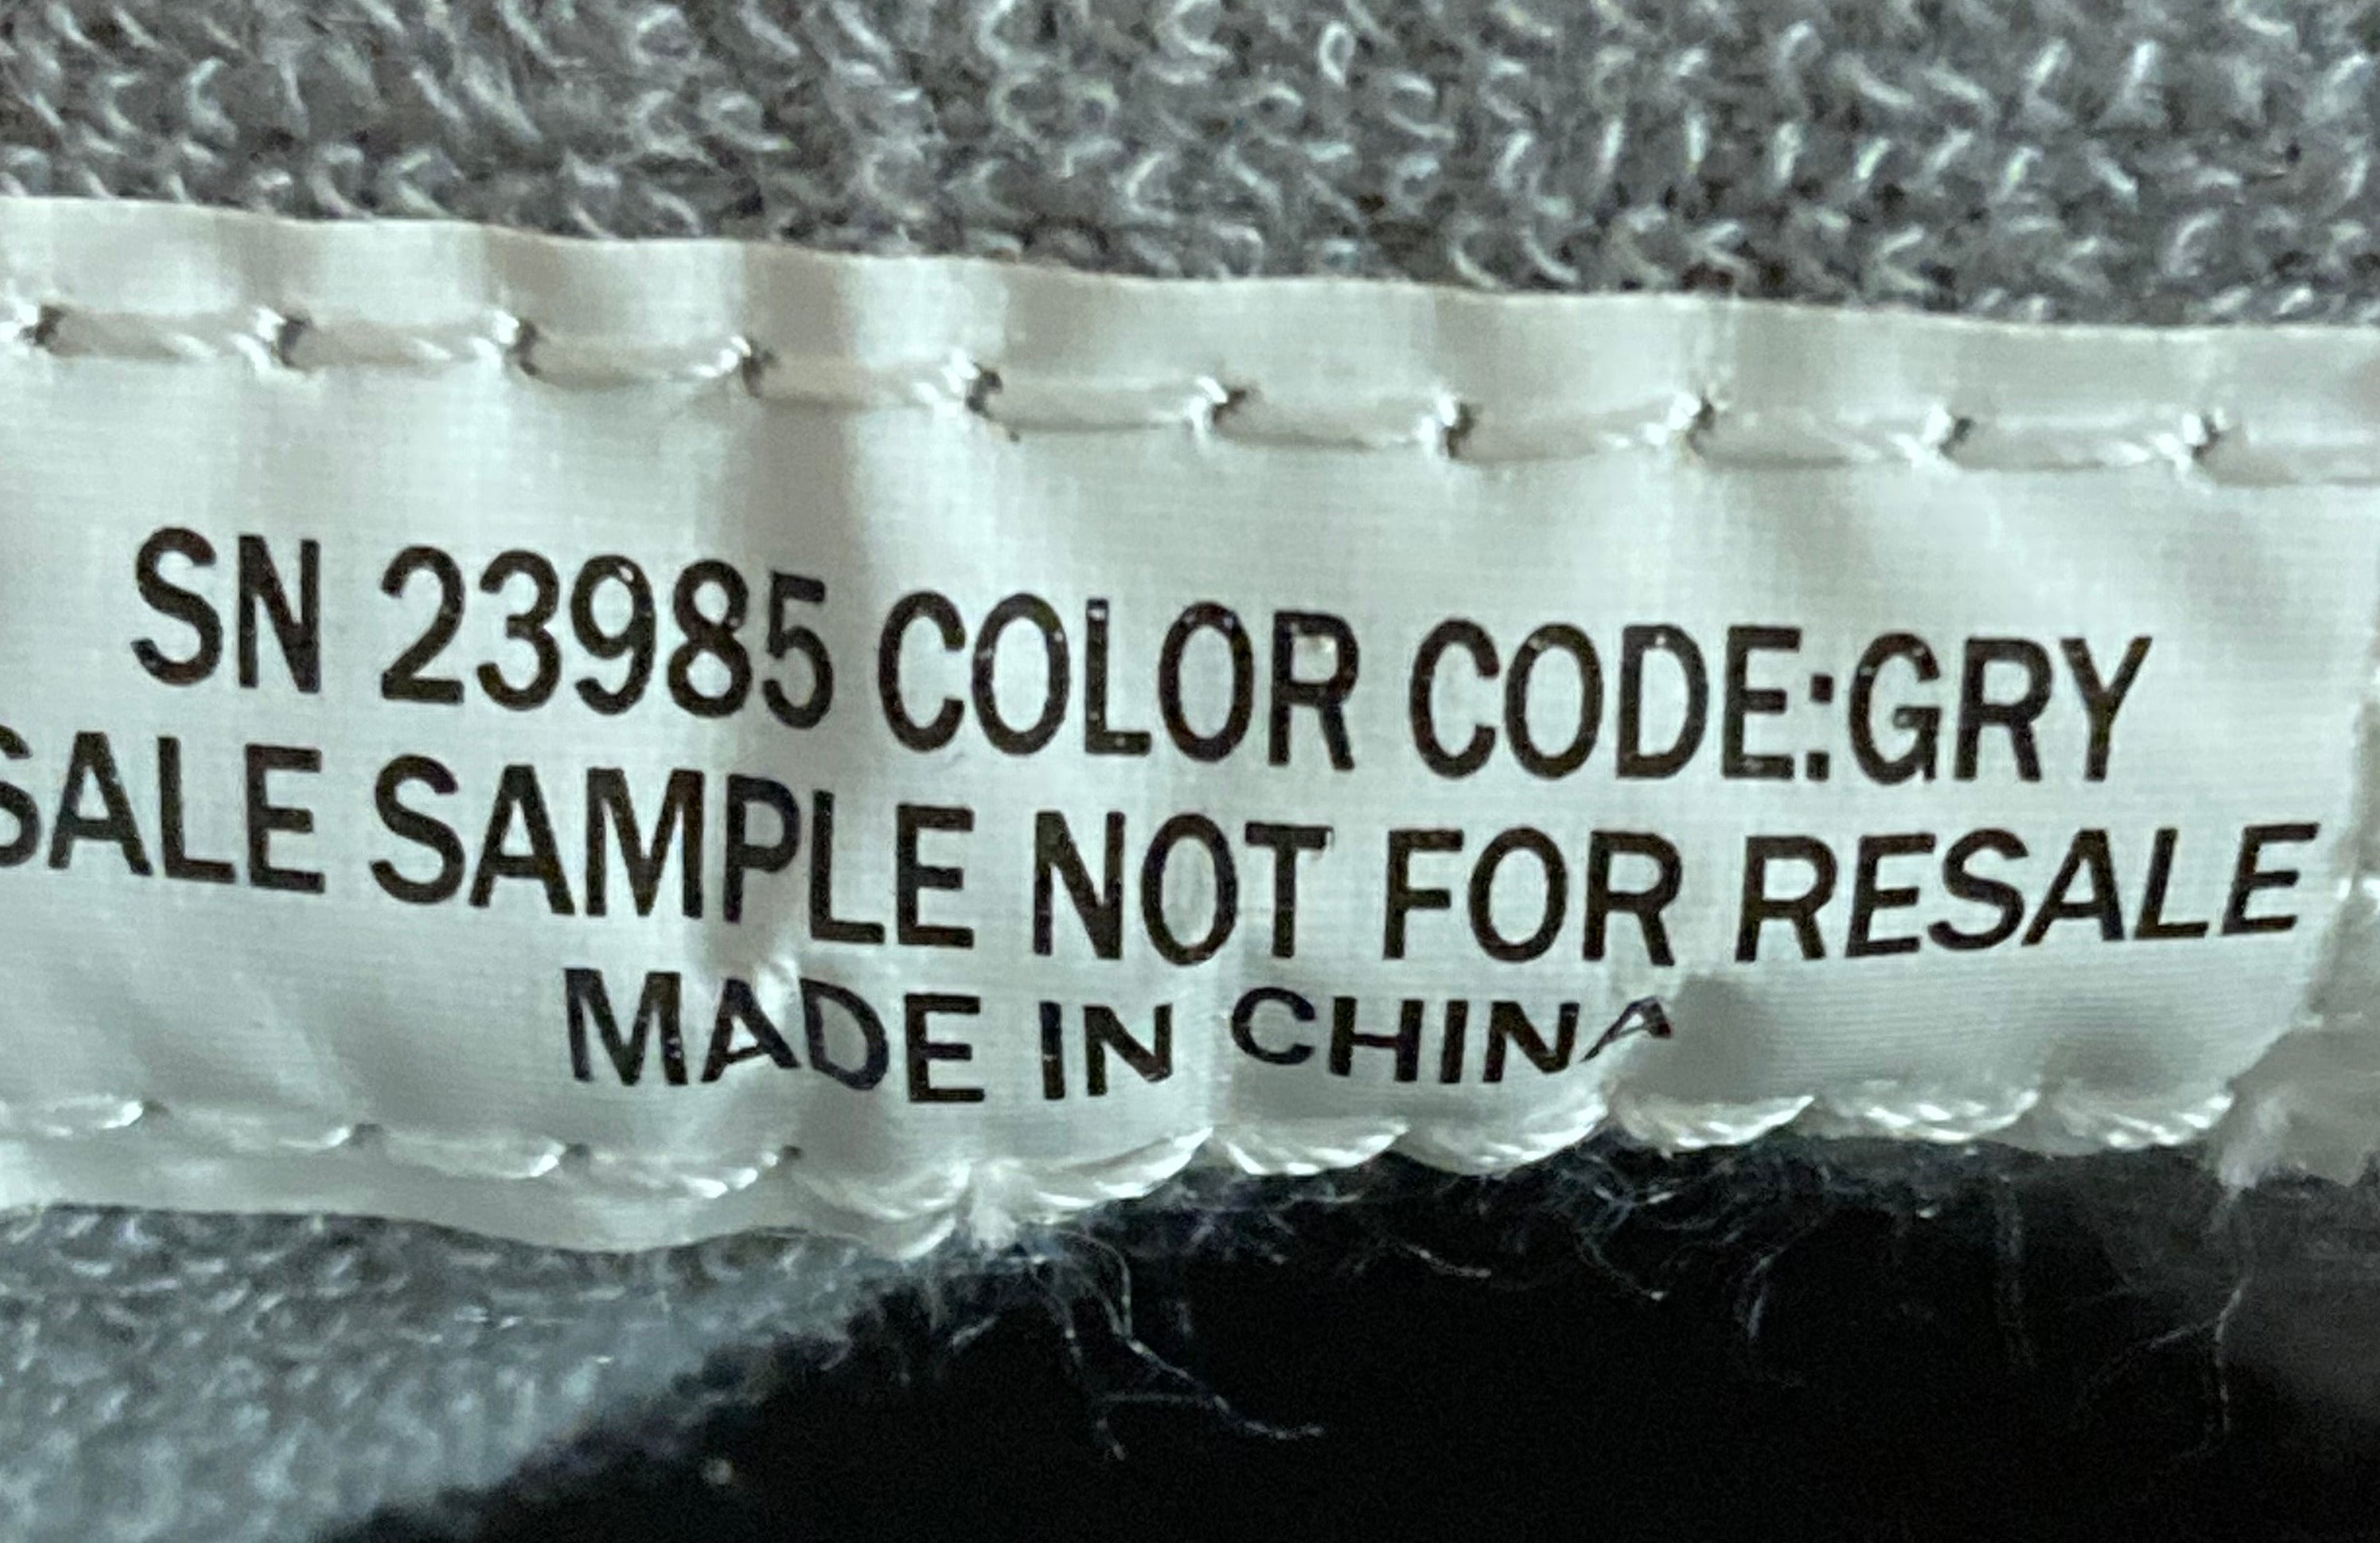 SN 23985 COLOR CODE:GRY
SALE SAMPLE NOT FOR RESALE
MADE IN CHINA